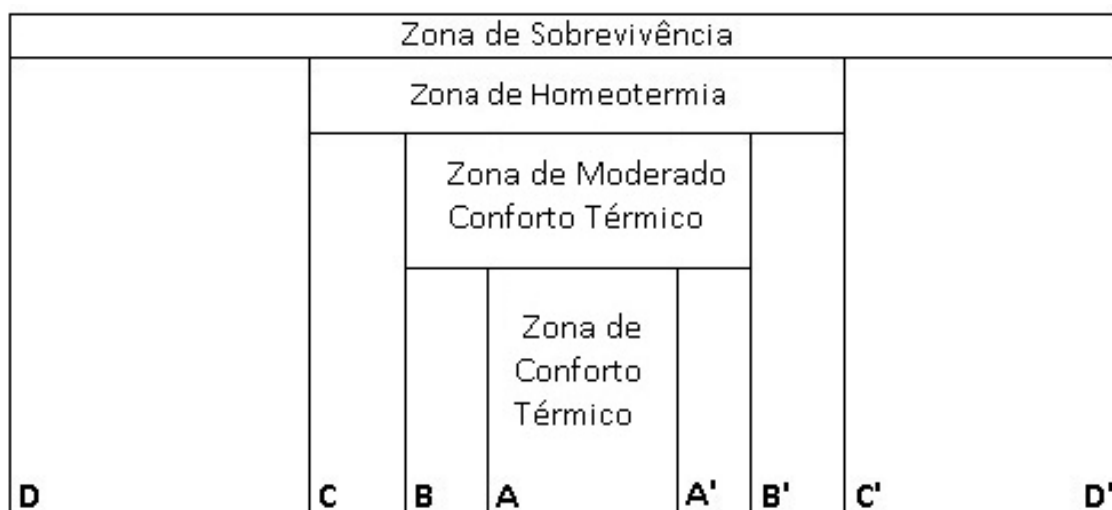 Zona de Sobrevivência
Zona de Homeotermia
Zona de Moderado
Conforto Térmico
Zona de
Conforto
Térmico
D C B A A' B' C' D'